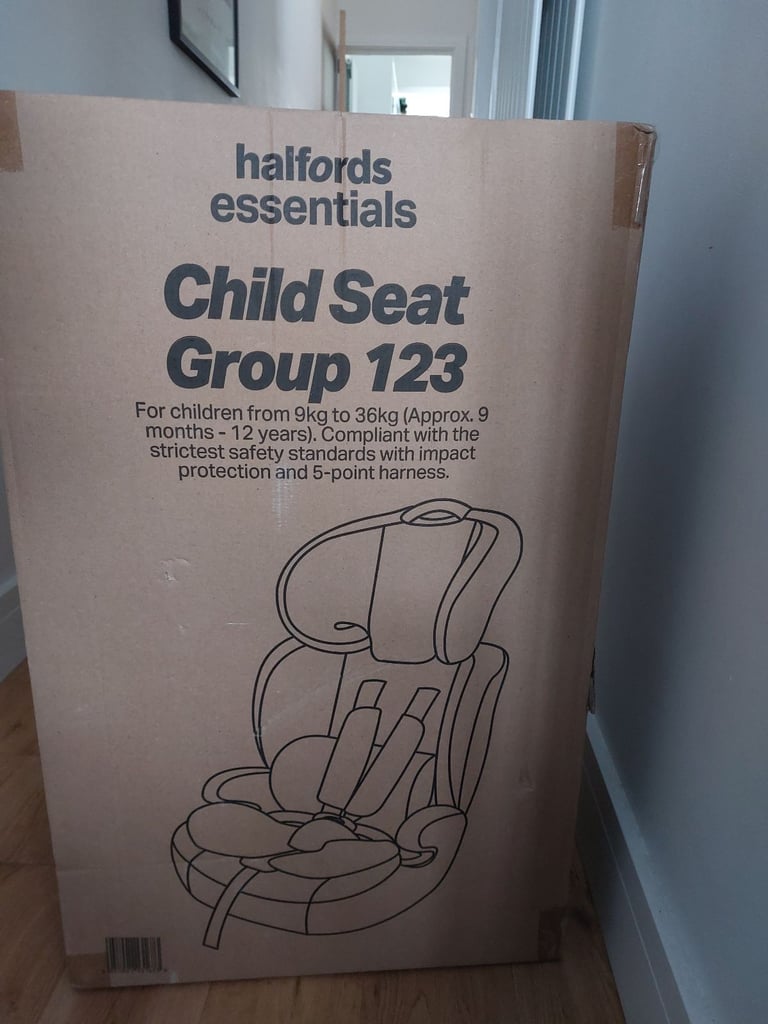 halfords
essentials
Child Seat
Group 123
For children from 9kg to 36kg (Approx. 9
months - 12 years). Compliant with the
strictest safety standards with impact
protection and 5-point harness.